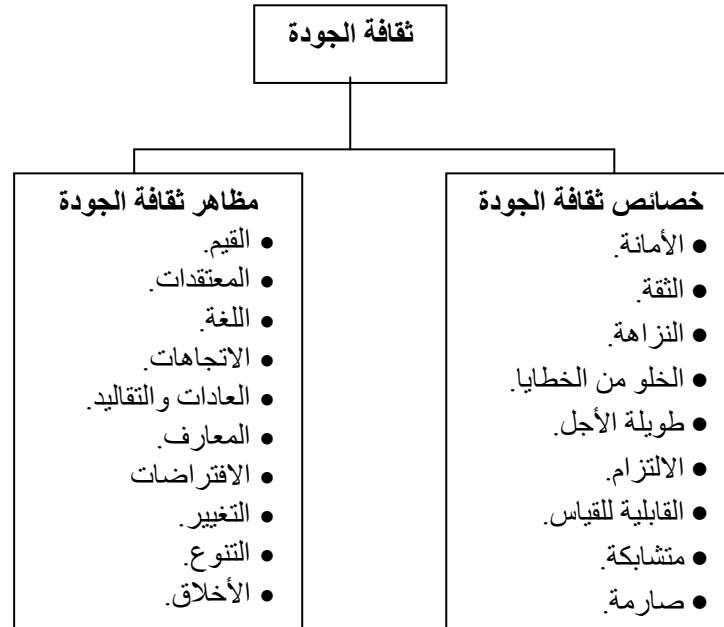 ثقافة الجودة
خصائص ثقافة الجودة
● الأمانة.
● الثقة.
● النزاهة.
● الخلو من الخطايا.
● طويلة الأجل.
● الالتزام.
● القابلية للقياس.
● متشابكة.
● صارمة.
مظاهر ثقافة الجودة
● القيم.
● المعتقدات.
● اللغة.
● الاتجاهات.
● العادات والتقاليد.
● المعارف.
● الافتراضات
● التغيير.
● التنوع.
● الأخلاق.